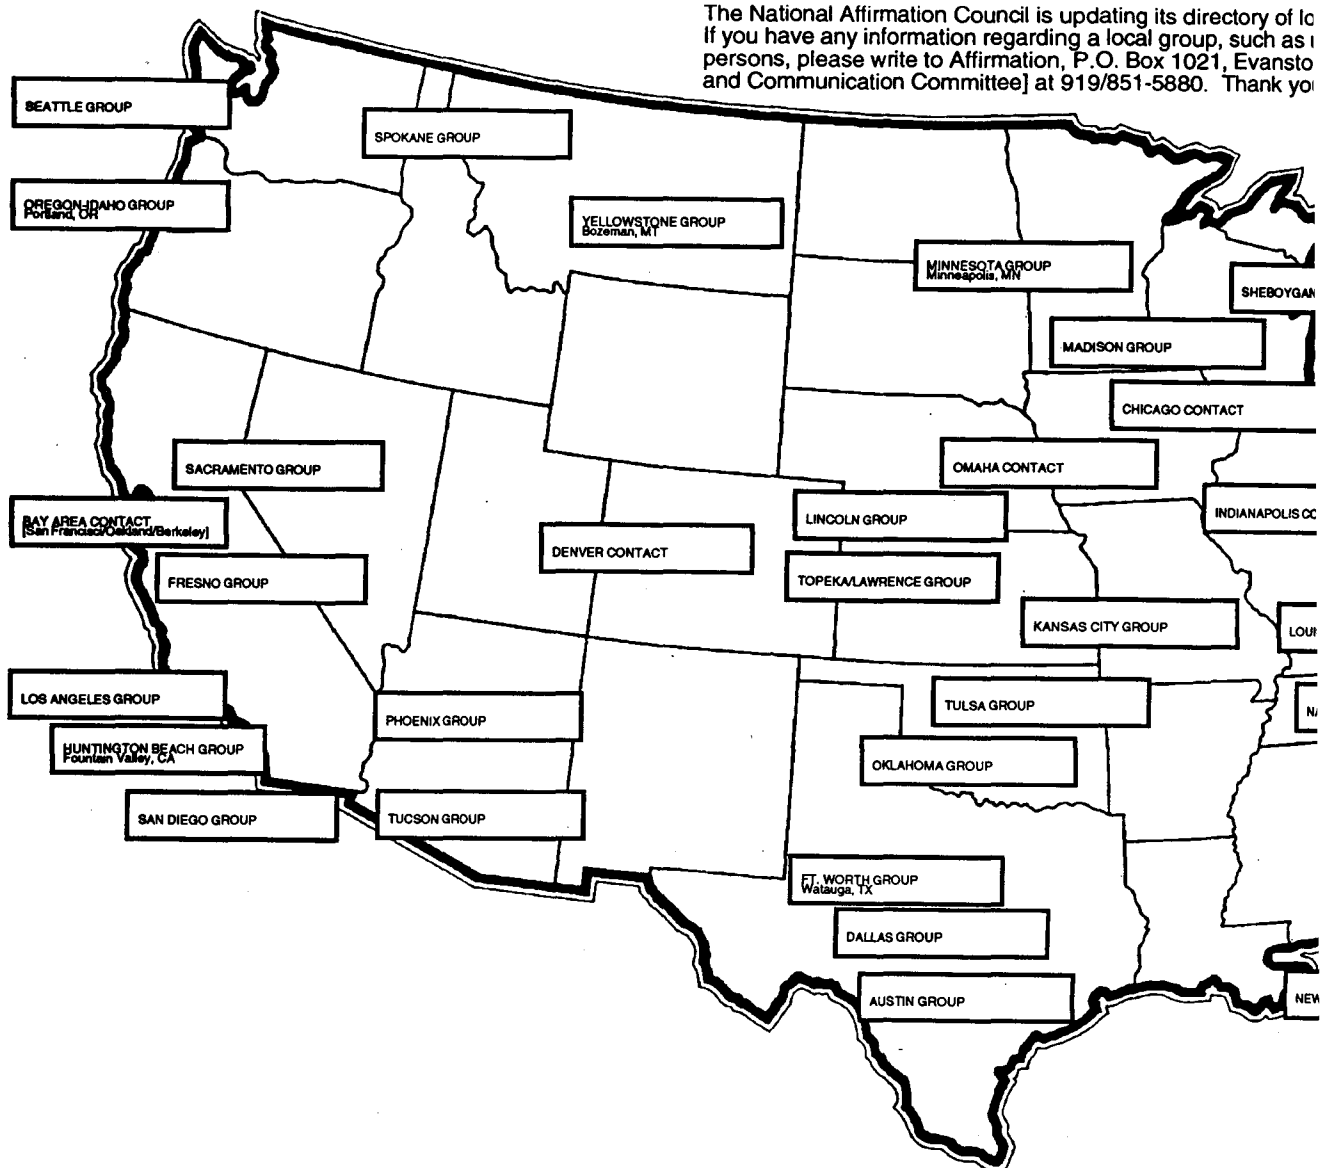 The National Affirmation Council is updating its directory of
If you have any information regarding a local group, such as
persons, please write to Affirmation, P.O. Box 1021,
and Communication Committee] at 919/851-5880. Thank
SEATTLE GROUP
SPOKANE GROUP
OREGON-IDAHO GROUP
Portland, OR
YELLOWSTONE GROUP
Bozeman, MT
MINNESOTA GROUP
Minneapolis, MN
SHEBOYGAN
MADISON GROUP
CHICAGO CONTACT
SACRAMENTO GROUP
OMAHA CONTACT
BAY AREA CONTACT
[San Francisco/Oakland/Berkeley]
LINCOLN GROUP
INDIANAPOLIS
DENVER CONTACT
FRESNO GROUP
TOPEKA/LAWRENCE GROUP
KANSAS CITY GROUP
LOS ANGELES GROUP
PHOENIX GROUP
TULSA GROUP
HUNTINGTON BEACH GROUP
Fountain Valley, CA
OKLAHOMA GROUP
SAN DIEGO GROUP
TUCSON GROUP
FT. WORTH GROUP
Watauga, TX
DALLAS GROUP
AUSTIN GROUP
NEW